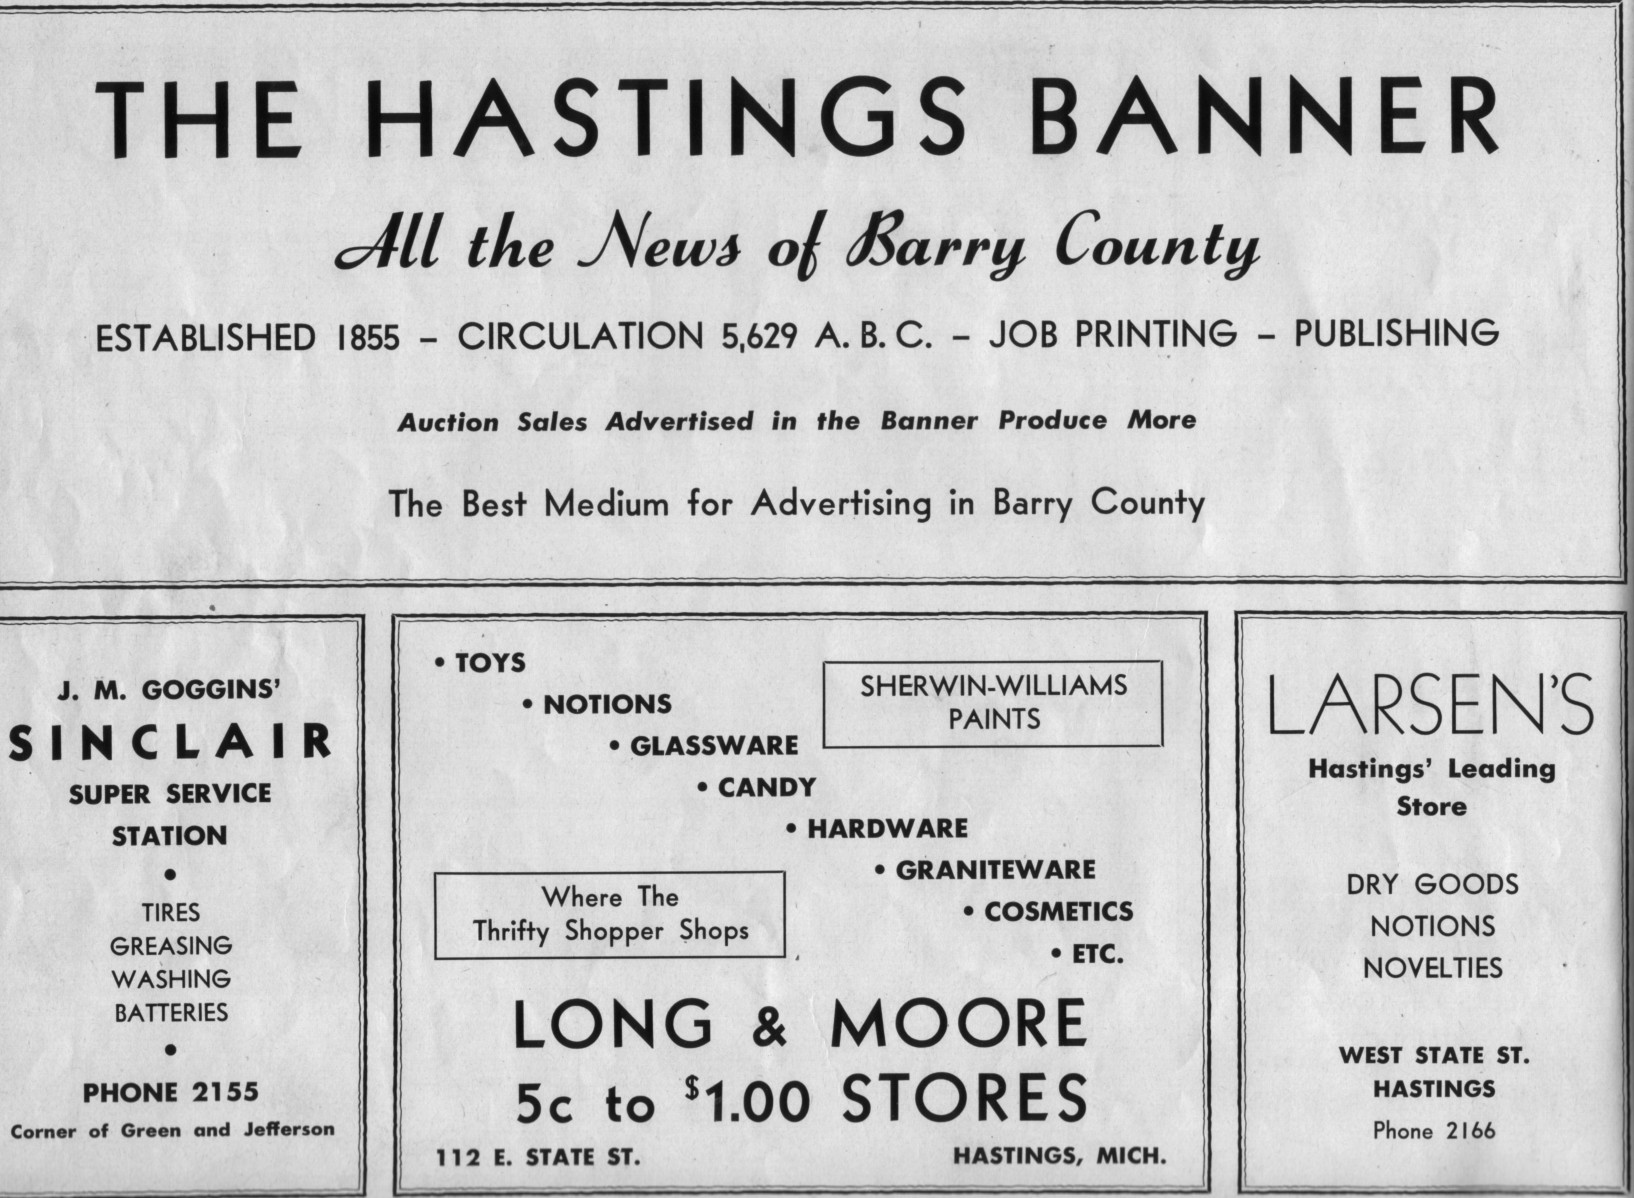 THE HASTINGS BANNER
All the News of Barry County
ESTABLISHED 1855 – CIRCULATION 5,629 A. B. C. – JOB PRINTING – PUBLISHING
Auction Sales Advertised in the Banner Produce More
The Best Medium for Advertising in Barry County
J. M. GOGGINS'
SINCLAIR
SUPER SERVICE
STATION
•
TIRES
GREASING
WASHING
BATTERIES
•
PHONE 2155
Corner of Green and Jefferson
• TOYS
• NOTIONS
• GLASSWARE
• CANDY
• HARDWARE
• GRANITEWARE
• COSMETICS
• ETC.
SHERWIN-WILLIAMS
PAINTS
Where The
Thrifty Shopper Shops
LONG & MOORE
5c to $1.00 STORES
112 E. STATE ST. HASTINGS, MICH.
LARSEN'S
Hastings' Leading
Store
DRY GOODS
NOTIONS
NOVELTIES
WEST STATE ST.
HASTINGS
Phone 2166